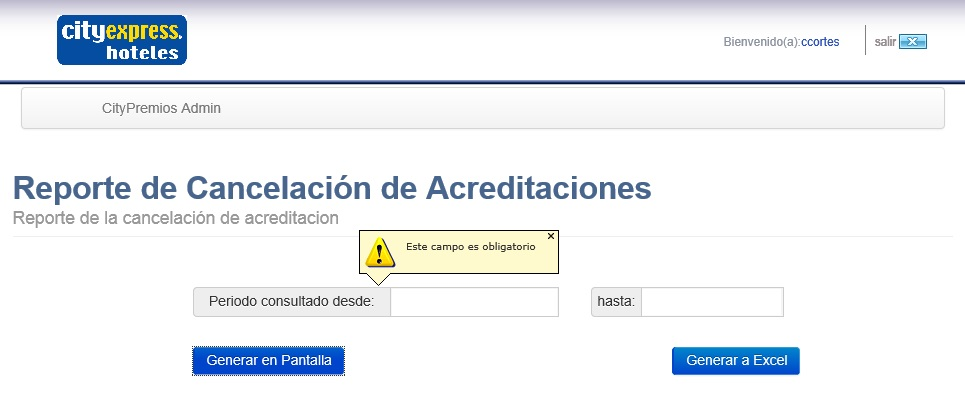 cityexpress.
hoteles
Bienvenido(a):ccortes
salir
CityPremios Admin
Reporte de Cancelación de Acreditaciones
Reporte de la cancelación de acreditacion
Este campo es obligatorio
Periodo consultado desde:
hasta:
Generar en Pantalla
Generar a Excel